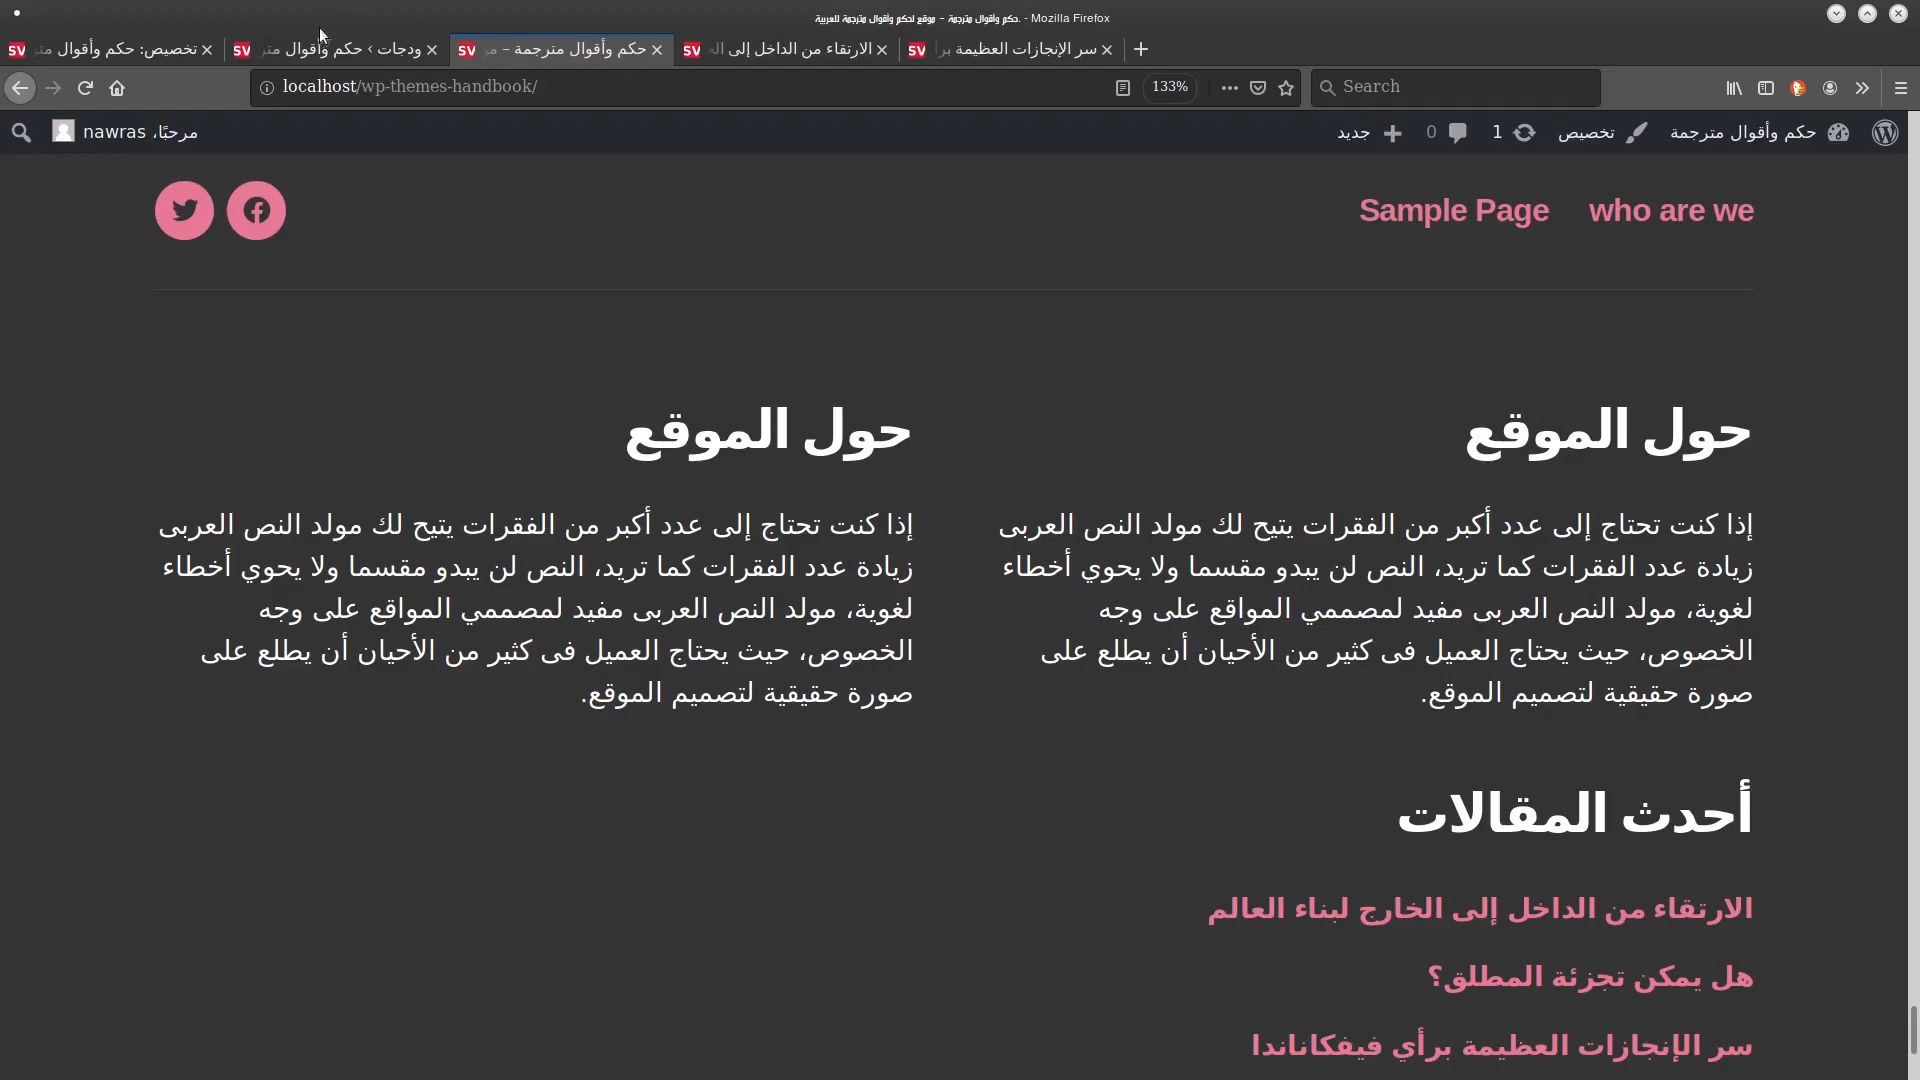 حكم وأقوال مترجمة – موقع لحكم وأقوال مترجمة للعربية. - Mozilla Firefox
تخصيص: حكم وأقوال
ودجات ‹ حكم وأقوال
حكم وأقوال مترجمة –
الارتقاء من الداخل إلى
سر الإنجازات العظيمة
localhost/wp-themes-handbook/
133%
Search
حكم وأقوال مترجمة
تخصيص
1
0
جديد
مرحبًا، nawras
who are we
Sample Page
حول الموقع
إذا كنت تحتاج إلى عدد أكبر من الفقرات يتيح لك مولد النص العربى
زيادة عدد الفقرات كما تريد، النص لن يبدو مقسما ولا يحوي أخطاء
لغوية، مولد النص العربى مفيد لمصممي المواقع على وجه
الخصوص، حيث يحتاج العميل فى كثير من الأحيان أن يطلع على
صورة حقيقية لتصميم الموقع.
حول الموقع
إذا كنت تحتاج إلى عدد أكبر من الفقرات يتيح لك مولد النص العربى
زيادة عدد الفقرات كما تريد، النص لن يبدو مقسما ولا يحوي أخطاء
لغوية، مولد النص العربى مفيد لمصممي المواقع على وجه
الخصوص، حيث يحتاج العميل فى كثير من الأحيان أن يطلع على
صورة حقيقية لتصميم الموقع.
أحدث المقالات
الارتقاء من الداخل إلى الخارج لبناء العالم
هل يمكن تجزئة المطلق؟
سر الإنجازات العظيمة برأي فيفكاناندا